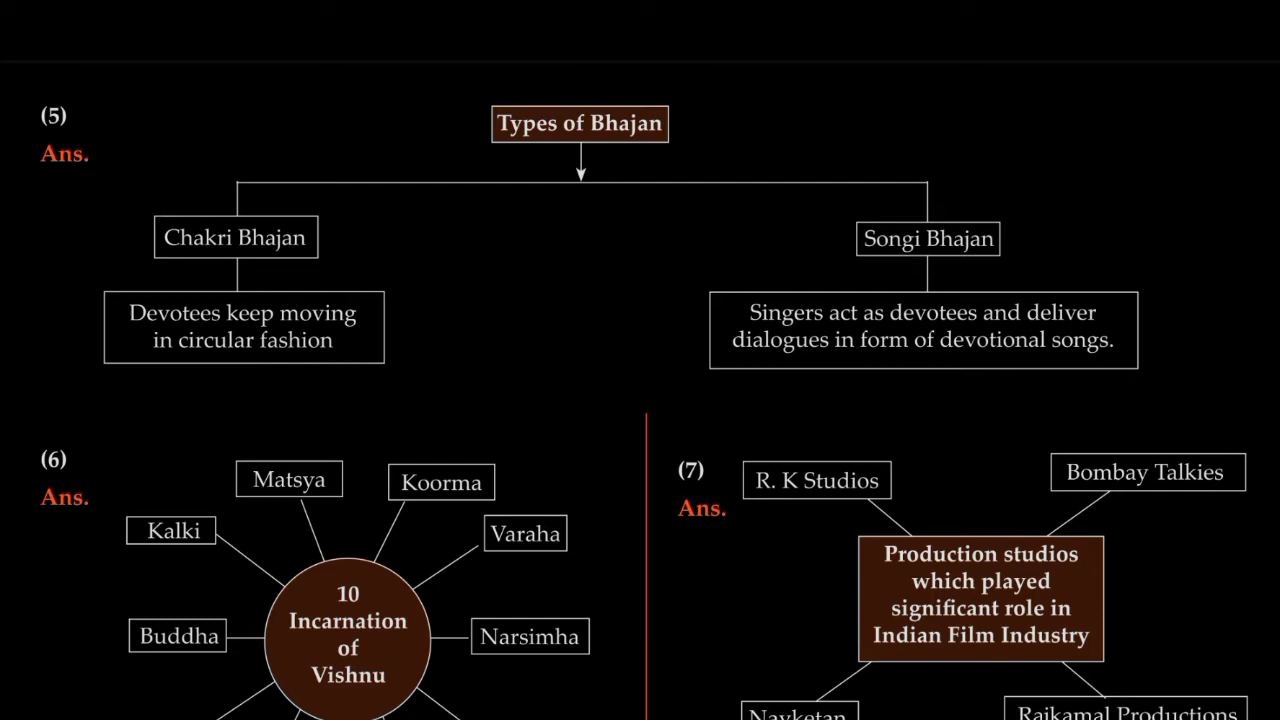 (5)
Ans.
Types of Bhajan
Chakri Bhajan
Songi Bhajan
Devotees keep moving
in circular fashion
Singers act as devotees and deliver
dialogues in form of devotional songs.
(6)
Ans.
Matsya
Koorma
Kalki
Varaha
Buddha
Narsimha
10
Incarnation
of
Vishnu
(7)
Ans.
R. K Studios
Bombay Talkies
Production studios
which played
significant role in
Indian Film Industry
Navketan
Rajkamal Productions